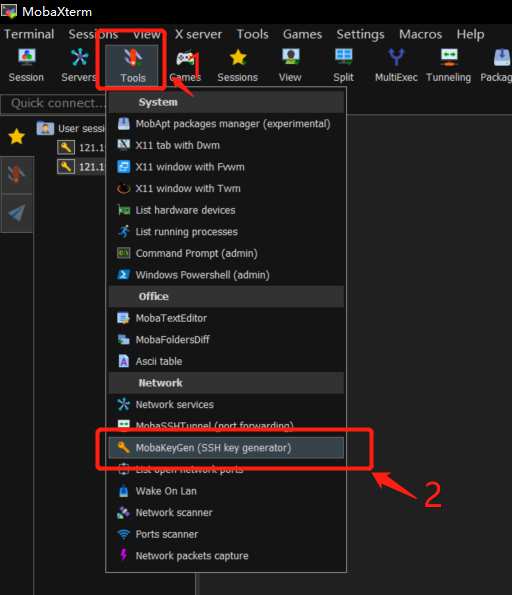 MobaXterm
Terminal Sessions View X server Tools Games Settings Macros Help
Session Servers Tools Games Sessions View Split MultiExec Tunneling Packag
1
Quick connect...
System
MobApt packages manager (experimental)
User sessi
X11 tab with Dwm
121.1
X11 window with Fvwm
121.1
X11 window with Twm
List hardware devices
List running processes
Command Prompt (admin)
Windows Powershell (admin)
Office
MobaTextEditor
MobaFoldersDiff
Ascii table
Network
Network services
MobaSSHTunnel (port forwarding)
MobaKeyGen (SSH key generator)
List open network ports
2
Wake On Lan
Network scanner
Ports scanner
Network packets capture